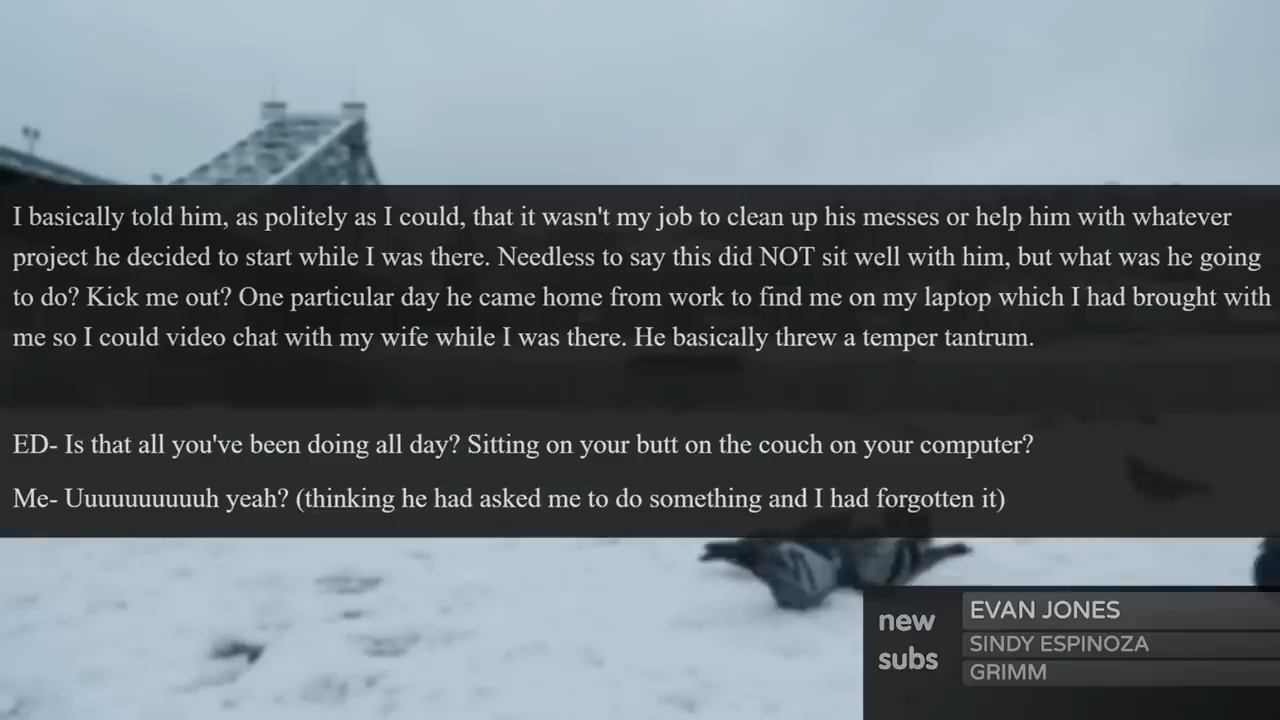 I basically told him, as politely as I could, that it wasn't my job to clean up his messes or help him with whatever
project he decided to start while I was there. Needless to say this did NOT sit well with him, but what was he going
to do? Kick me out? One particular day he came home from work to find me on my laptop which I had brought with
me so I could video chat with my wife while I was there. He basically threw a temper tantrum.
ED- Is that all you've been doing all day? Sitting on your butt on the couch on your computer?
Me- Uuuuuuuuuuh yeah? (thinking he had asked me to do something and I had forgotten it)
new
subs
EVAN JONES
SINDY ESPINOZA
GRIMM